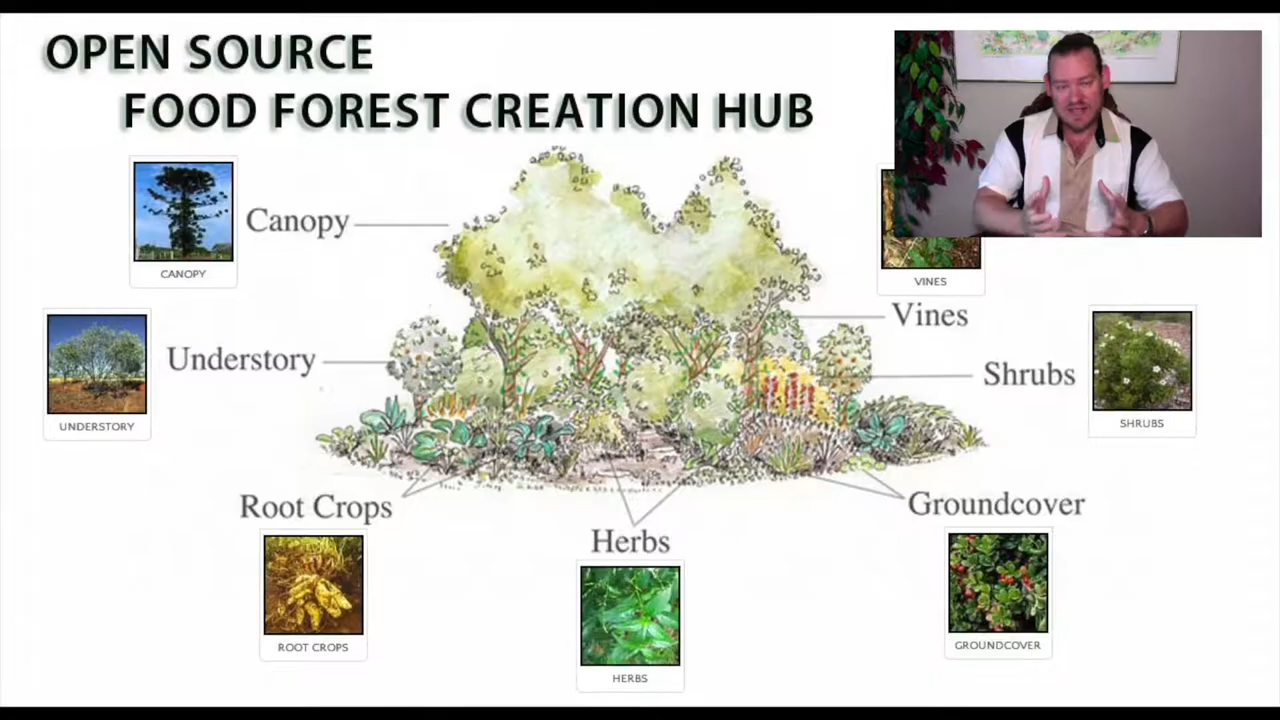 OPEN SOURCE
FOOD FOREST CREATION HUB
CANOPY
Canopy
VINES
Vines
UNDERSTORY
Understory
Shrubs
SHRUBS
Root Crops
ROOT CROPS
Herbs
HERBS
Groundcover
GROUNDCOVER